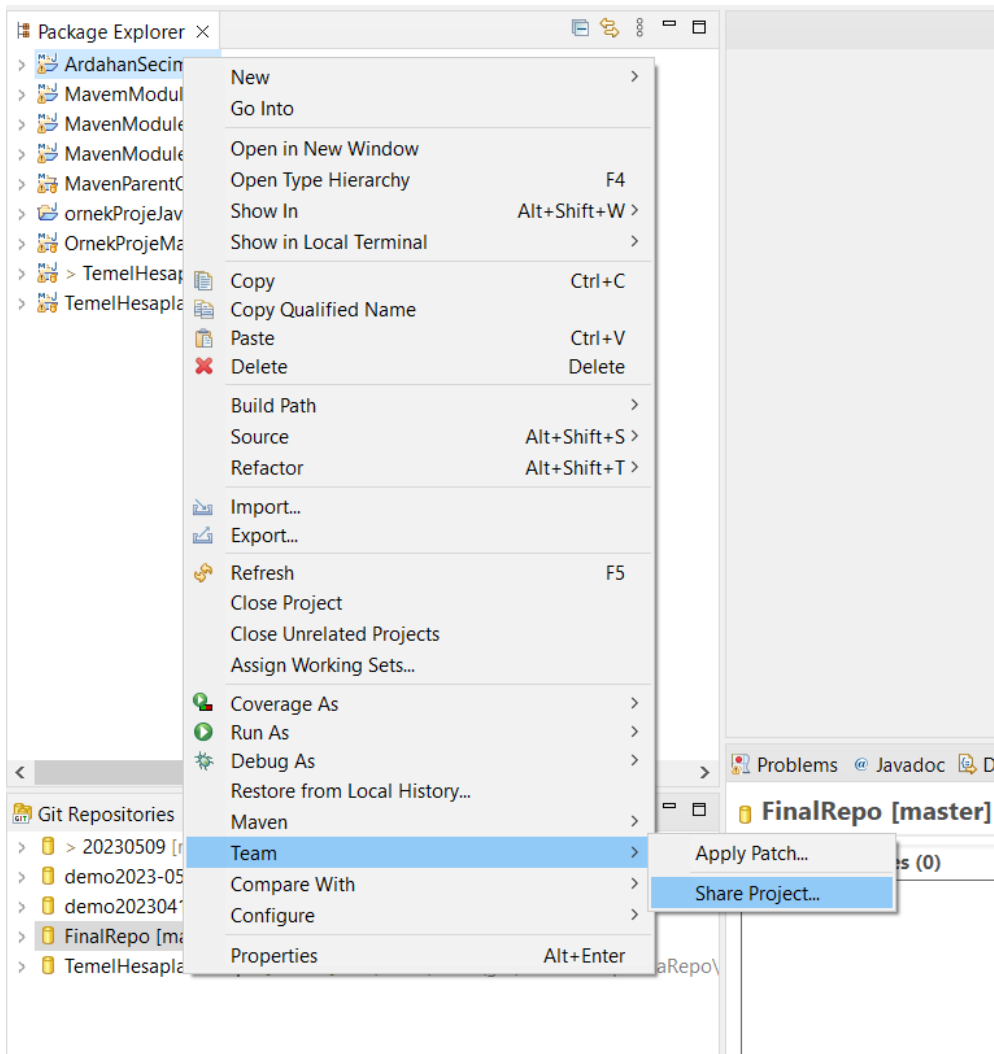 Package Explorer
ArdahanSecim
MavemModul
MavenModule
MavenModule
MavenParentC
ornekProjeJav
OrnekProjeMa
> TemelHesap
TemelHesapla
New
Go Into
Open in New Window
Open Type Hierarchy F4
Show In Alt+Shift+W
Show in Local Terminal
Copy Ctrl+C
Copy Qualified Name
Paste Ctrl+V
Delete Delete
Build Path
Source Alt+Shift+S
Refactor Alt+Shift+T
Import...
Export...
Refresh F5
Close Project
Close Unrelated Projects
Assign Working Sets...
Coverage As
Run As
Debug As
Restore from Local History...
Maven
Team
Compare With
Configure
Properties Alt+Enter
Apply Patch...
Share Project...
Problems @ Javadoc D
Git Repositories
> 20230509 [
demo2023-05
demo202304
FinalRepo [ma
TemelHesapla
aRepo\
FinalRepo [master]
es (0)